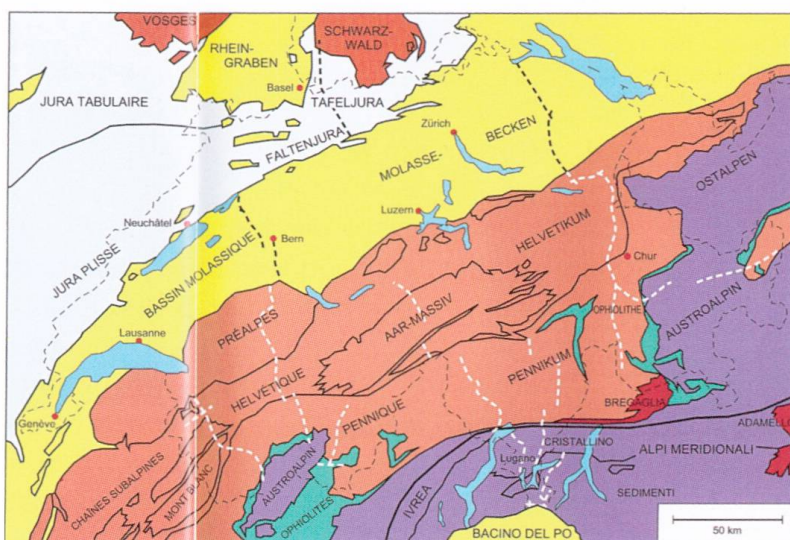 VOSGES
SCHWARZ-
WALD
RHEIN-
GRABEN
Basel
JURA TABULAIRE
TAFELJURA
FALTENJURA
Zürich
BECKEN
MOLASSE-
OSTALPEN
Luzern
Neuchâtel
HELVETIKUM
Bern
Chur
JURA PLISSE
BASSIN MOLASSIQUE
OPHIOLITHE
AUSTROALPIN
PRÉALPES
AAR-MASSIV
Lausanne
PENNIKUM
HELVÉTIQUE
BREGAGLIA
Genève
PENNIQUE
ADAMELLO
CRISTALLINO
ALPI MERIDIONALI
Lugano
CHAÎNES SUBALPINES
MONT BLANC
AUSTROALPIN
IVREA
SEDIMENTI
OPHIOLITES
BACINO DEL PO
50 km